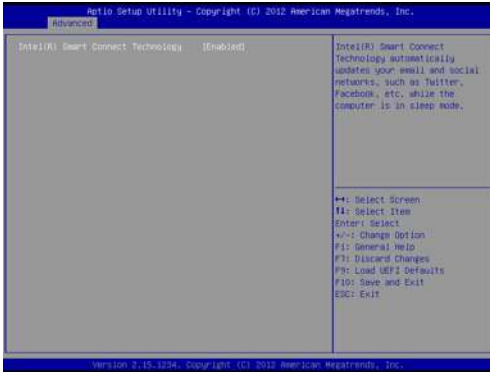 Aptio Setup Utility - Copyright (C) 2012 American Megatrends, Inc.
Advanced
Intel(R) Smart Connect Technology [Enabled]
Intel(R) Smart Connect
Technology automatically
updates your email and social
networks, such as Twitter,
Facebook, etc. while the
computer is in sleep mode.
↔: Select Screen
↑↓: Select Item
Enter: Select
+/-: Change Option
F1: General Help
F7: Discard Changes
F9: Load UEFI Defaults
F10: Save and Exit
ESC: Exit
Version 2.15.1234. Copyright (C) 2012 American Megatrends, Inc.